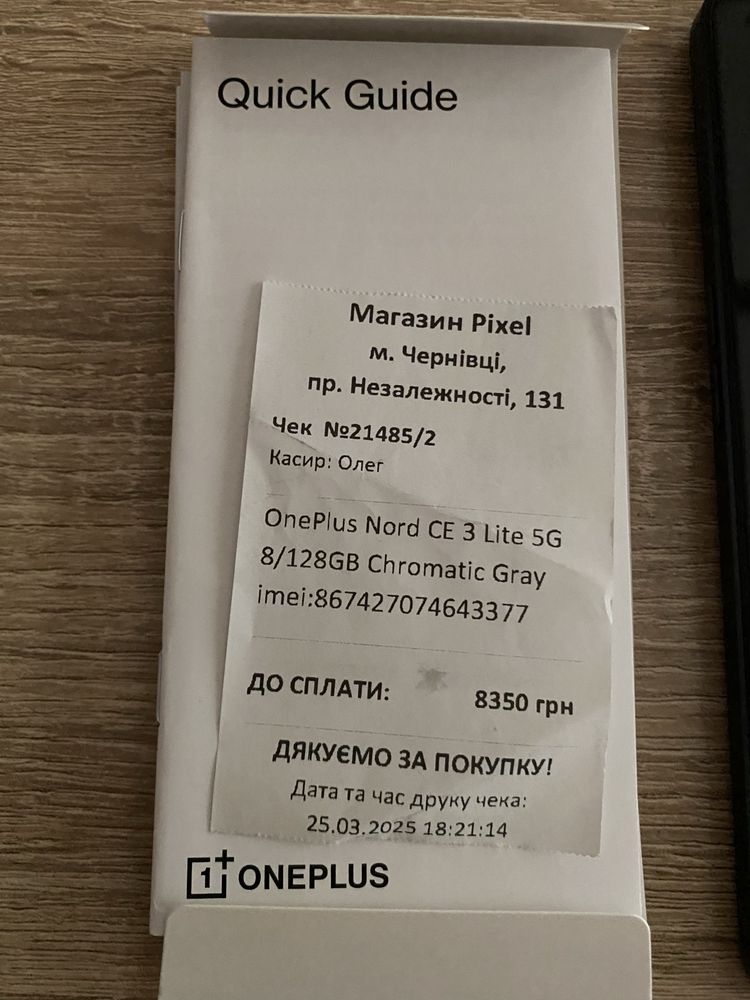 Quick Guide
Магазин Pixel
м. Чернівці,
пр. Незалежності, 131
Чек №21485/2
Касир: Олег
OnePlus Nord CE 3 Lite 5G
8/128GB Chromatic Gray
imei:867427074643377
ДО СПЛАТИ: 8350 грн
ДЯКУЄМО ЗА ПОКУПКУ!
Дата та час друку чека:
25.03.2025 18:21:14
1+ ONEPLUS